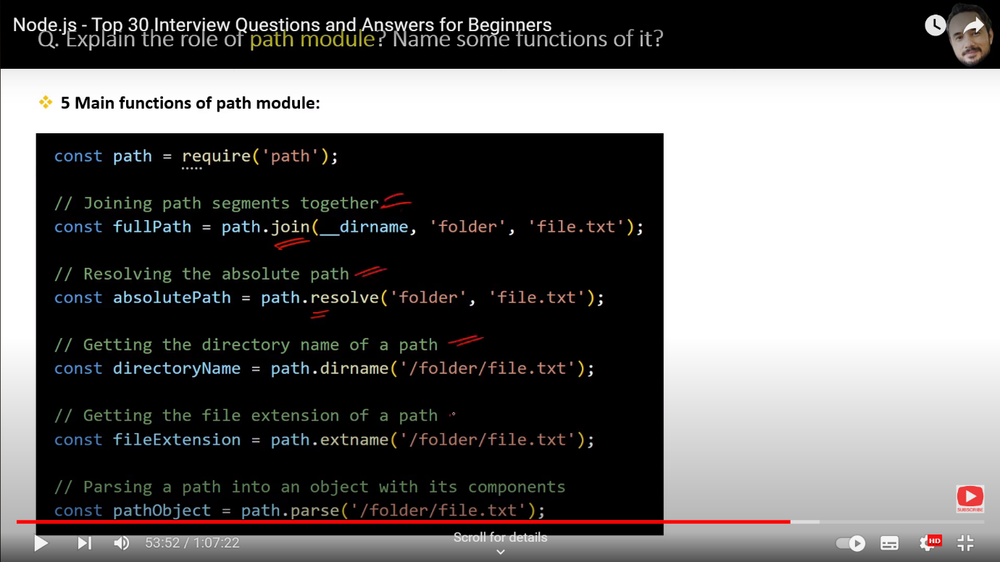 Node.js - Top 30 Interview Questions and Answers for Beginners
Q. Explain the role of path module? Name some functions of it?
5 Main functions of path module:
const path = require('path');
// Joining path segments together
const fullPath = path.join(__dirname, 'folder', 'file.txt');
// Resolving the absolute path
const absolutePath = path.resolve('folder', 'file.txt');
// Getting the directory name of a path
const directoryName = path.dirname('/folder/file.txt');
// Getting the file extension of a path
const fileExtension = path.extname('/folder/file.txt');
// Parsing a path into an object with its components
const pathObject = path.parse('/folder/file.txt');
SUBSCRIBE
53:52 / 1:07:22
Scroll for details
HD